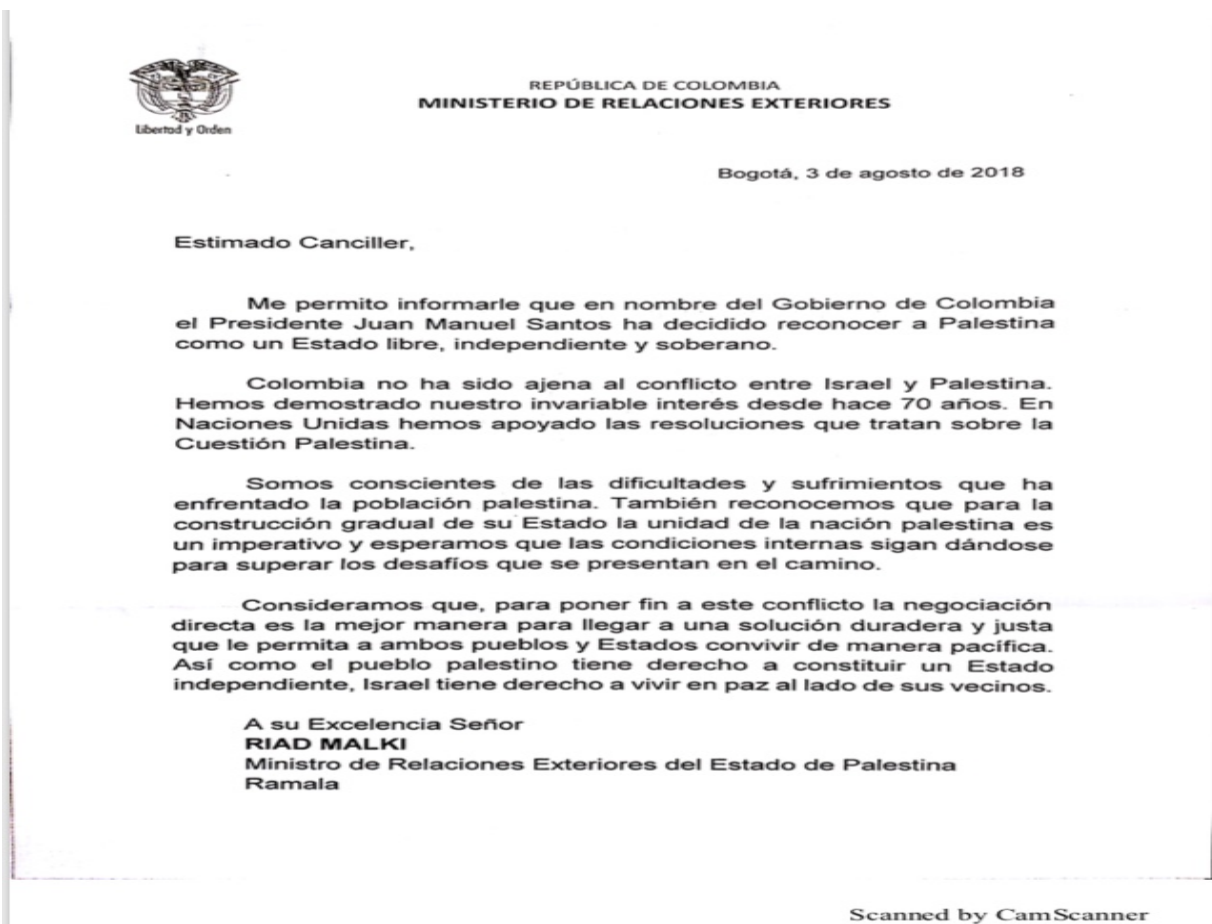 Libertad y Orden
REPÚBLICA DE COLOMBIA
MINISTERIO DE RELACIONES EXTERIORES
Bogotá, 3 de agosto de 2018
Estimado Canciller,
Me permito informarle que en nombre del Gobierno de Colombia
el Presidente Juan Manuel Santos ha decidido reconocer a Palestina
como un Estado libre, independiente y soberano.
Colombia no ha sido ajena al conflicto entre Israel y Palestina.
Hemos demostrado nuestro invariable interés desde hace 70 años. En
Naciones Unidas hemos apoyado las resoluciones que tratan sobre la
Cuestión Palestina.
Somos conscientes de las dificultades y sufrimientos que ha
enfrentado la población palestina. También reconocemos que para la
construcción gradual de su Estado la unidad de la nación palestina es
un imperativo y esperamos que las condiciones internas sigan dándose
para superar los desafíos que se presentan en el camino.
Consideramos que, para poner fin a este conflicto la negociación
directa es la mejor manera para llegar a una solución duradera y justa
que le permita a ambos pueblos y Estados convivir de manera pacífica.
Así como el pueblo palestino tiene derecho a constituir un Estado
independiente, Israel tiene derecho a vivir en paz al lado de sus vecinos.
A su Excelencia Señor
RIAD MALKI
Ministro de Relaciones Exteriores del Estado de Palestina
Ramala
Scanned by CamScanner